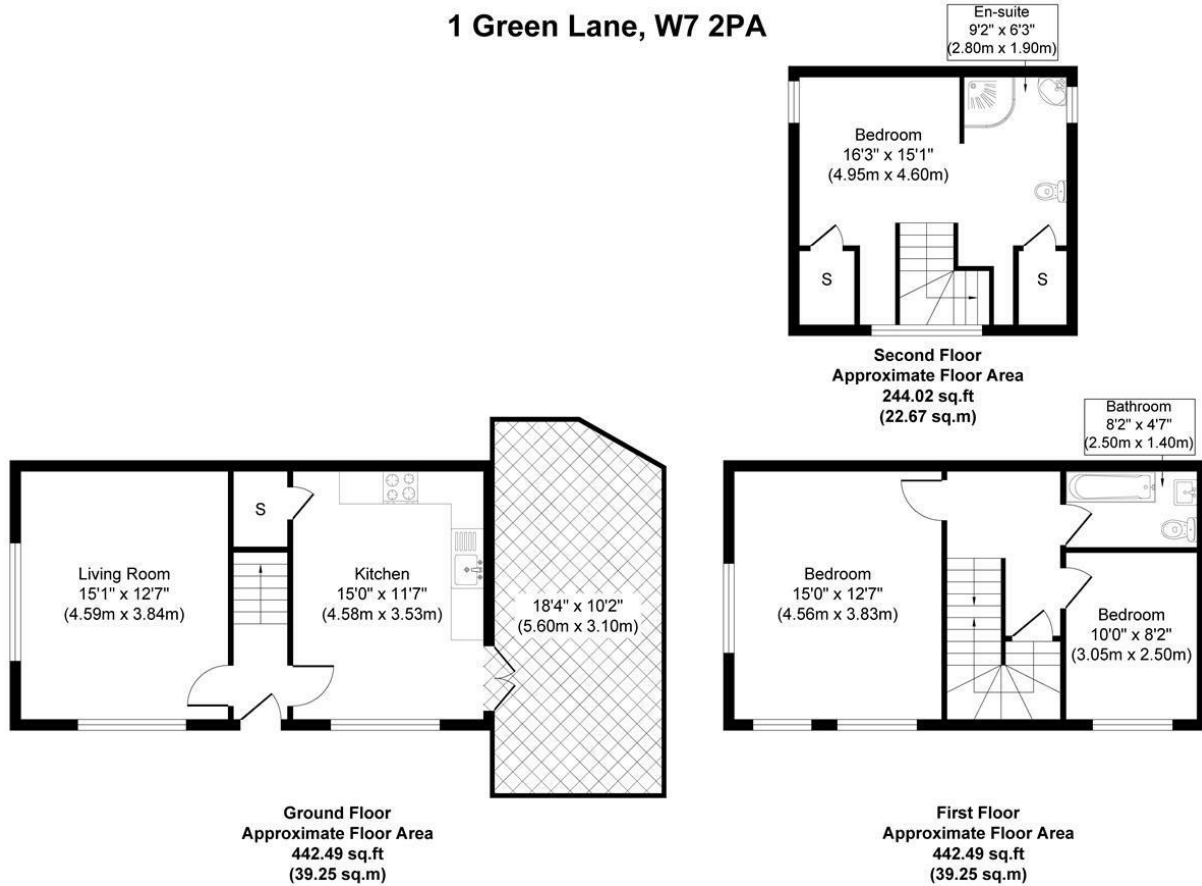 1 Green Lane, W7 2PA
En-suite
9'2" x 6'3"
(2.80m x 1.90m)
Bedroom
16'3" x 15'1"
(4.95m x 4.60m)
S
S
Second Floor
Approximate Floor Area
244.02 sq.ft
(22.67 sq.m)
Living Room
15'1" x 12'7"
(4.59m x 3.84m)
S
Kitchen
15'0" x 11'7"
(4.58m x 3.53m)
18'4" x 10'2"
(5.60m x 3.10m)
Ground Floor
Approximate Floor Area
442.49 sq.ft
(39.25 sq.m)
Bathroom
8'2" x 4'7"
(2.50m x 1.40m)
Bedroom
15'0" x 12'7"
(4.56m x 3.83m)
Bedroom
10'0" x 8'2"
(3.05m x 2.50m)
First Floor
Approximate Floor Area
442.49 sq.ft
(39.25 sq.m)